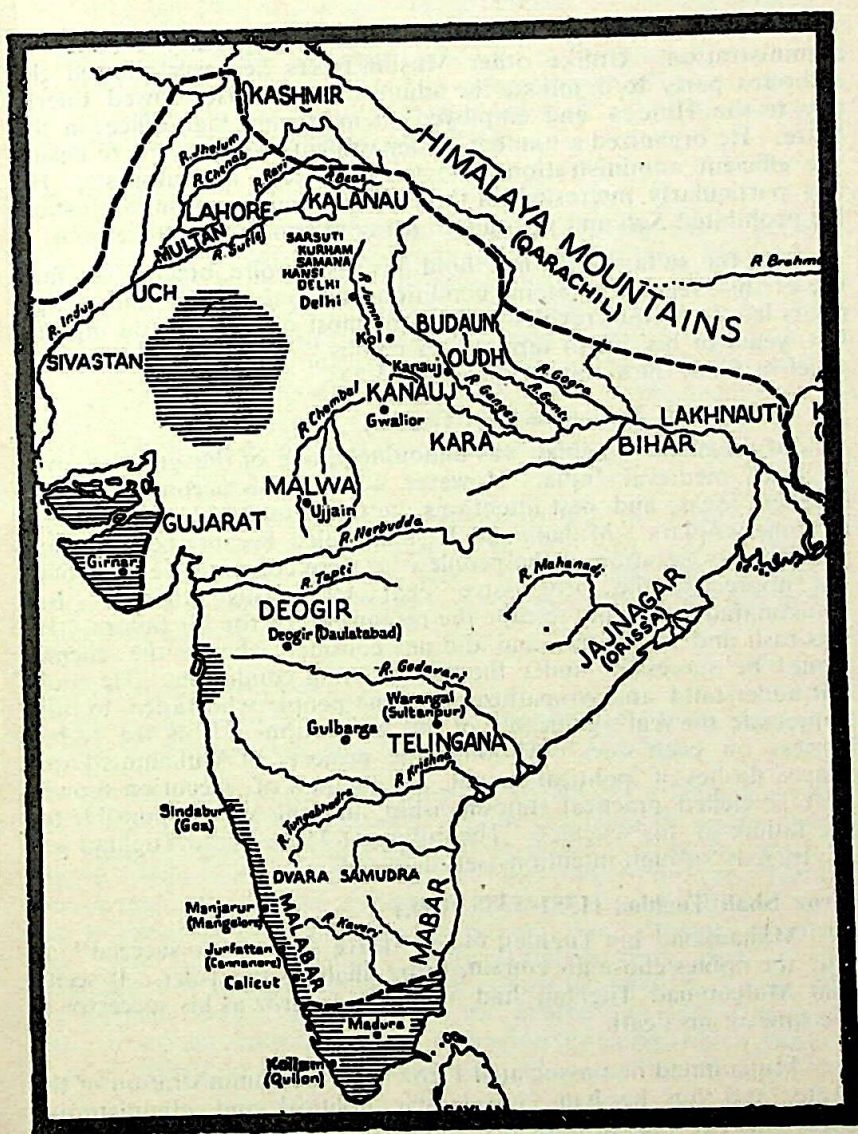 KASHMIR
HIMALAYA MOUNTAINS
(QARACHIL)
R. Jhelum
R. Chenab
R. Ravi
R. Beas
LAHORE
KALANAU
MULTAN
R. Sutlej
UCH
R. Indus
SARSUTI
KURHAM
SAMANA
HANSI
DELHI
Delhi
R. Jamna
Kol
R. Brahm
SIVASTAN
BUDAUN
OUDH
Kanauj
KANAUJ
R. Gogra
R. Gumti
R. Ganges
R. Chambal
Gwalior
KARA
LAKHNAUTI
BIHAR
MALWA
Ujjain
GUJARAT
Girnar
R. Nerbudda
R. Tapti
R. Mahanadi
DEOGIR
Deogir (Daulatabad)
JAJNAGAR
(ORISSA)
R. Godavari
Warangal
(Sultanpur)
Gulbarga
TELINGANA
R. Krishna
Sindabur
(Goa)
R. Tungabhadra
DVARA SAMUDRA
Manjarur
(Mangalore)
MALABAR
R. Kaveri
MABAR
Jurfattan
(Cannanore)
Calicut
Madura
Kollam
(Quilon)